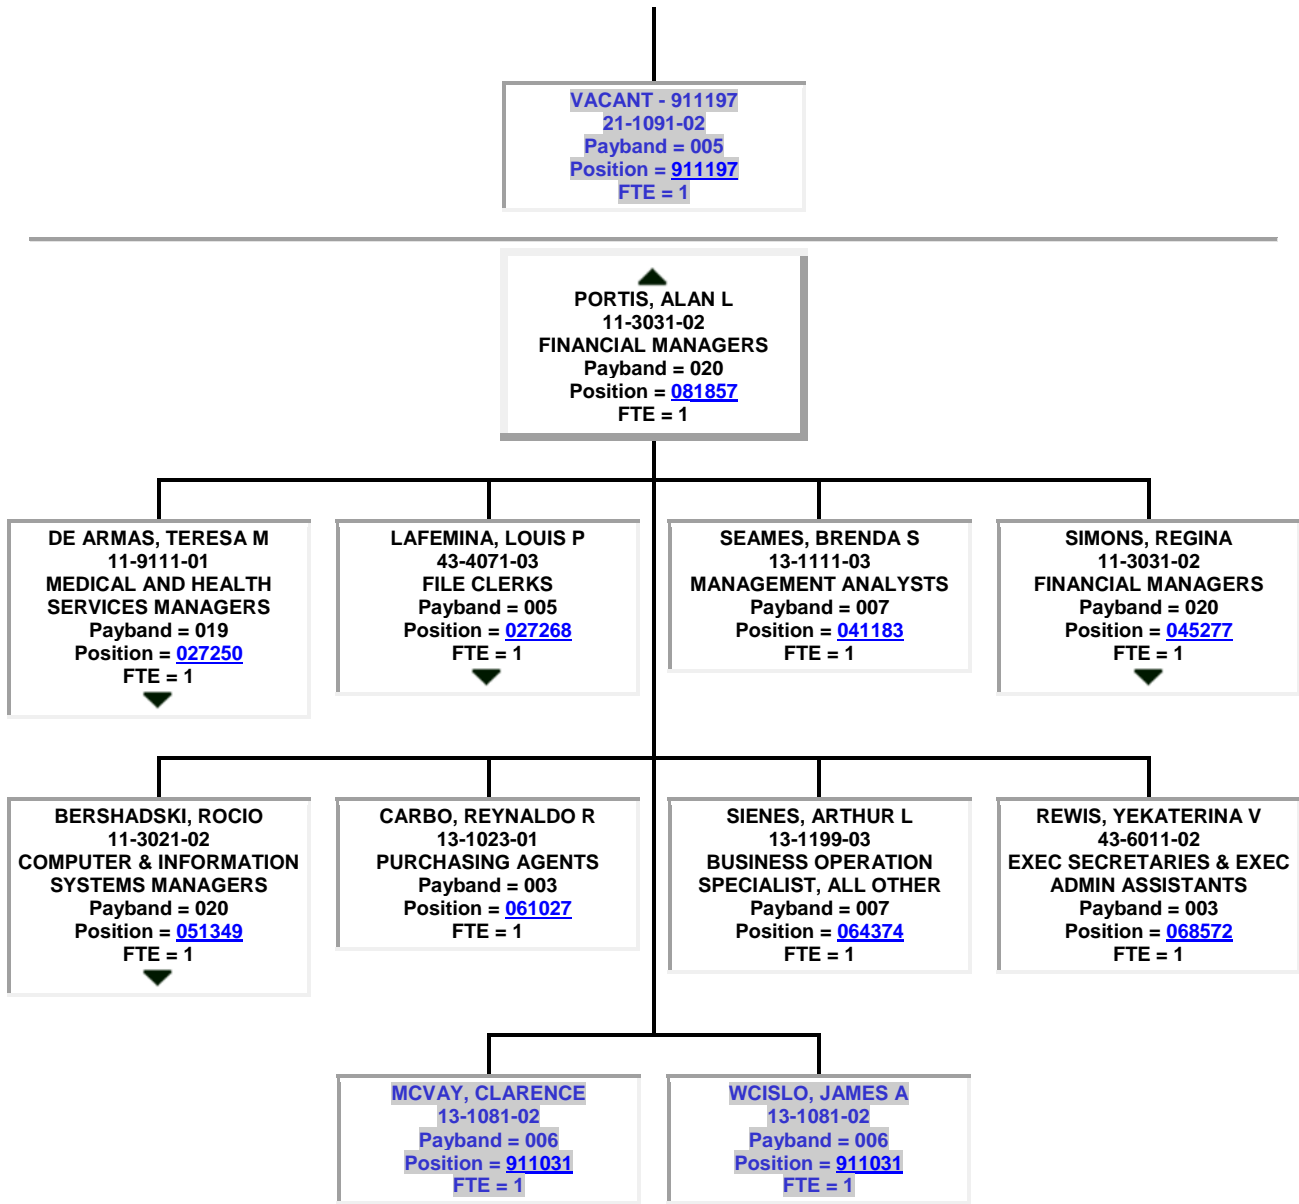 VACANT - 911197
21-1091-02
Payband = 005
Position = 911197
FTE = 1
PORTIS, ALAN L
11-3031-02
FINANCIAL MANAGERS
Payband = 020
Position = 081857
FTE = 1
DE ARMAS, TERESA M
11-9111-01
MEDICAL AND HEALTH
SERVICES MANAGERS
Payband = 019
Position = 027250
FTE = 1
LAFEMINA, LOUIS P
43-4071-03
FILE CLERKS
Payband = 005
Position = 027268
FTE = 1
SEAMES, BRENDA S
13-1111-03
MANAGEMENT ANALYSTS
Payband = 007
Position = 041183
FTE = 1
SIMONS, REGINA
11-3031-02
FINANCIAL MANAGERS
Payband = 020
Position = 045277
FTE = 1
BERSHADSKI, ROCIO
11-3021-02
COMPUTER & INFORMATION
SYSTEMS MANAGERS
Payband = 020
Position = 051349
FTE = 1
CARBO, REYNALDO R
13-1023-01
PURCHASING AGENTS
Payband = 003
Position = 061027
FTE = 1
SIENES, ARTHUR L
13-1199-03
BUSINESS OPERATION
SPECIALIST, ALL OTHER
Payband = 007
Position = 064374
FTE = 1
REWIS, YEKATERINA V
43-6011-02
EXEC SECRETARIES & EXEC
ADMIN ASSISTANTS
Payband = 003
Position = 068572
FTE = 1
MCVAY, CLARENCE
13-1081-02
Payband = 006
Position = 911031
FTE = 1
WCISLO, JAMES A
13-1081-02
Payband = 006
Position = 911031
FTE = 1